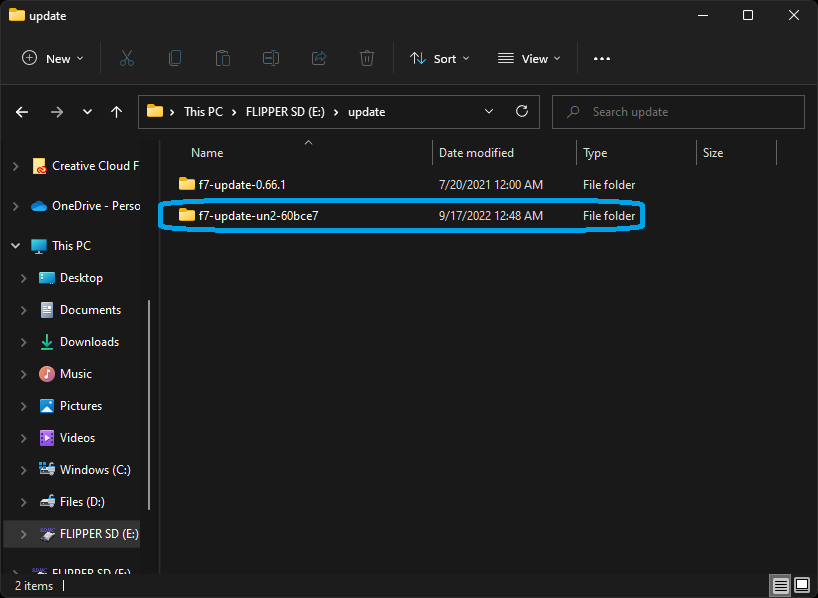 update
New
Sort
View
This PC
FLIPPER SD (E:)
update
Search update
Name
Date modified
Type
Size
Creative Cloud F
f7-update-0.66.1
7/20/2021 12:00 AM
File folder
OneDrive - Perso
f7-update-un2-60bce7
9/17/2022 12:48 AM
File folder
This PC
Desktop
Documents
Downloads
Music
Pictures
Videos
Windows (C:)
Files (D:)
FLIPPER SD (E:)
FLIPPER SD (E:)
2 items